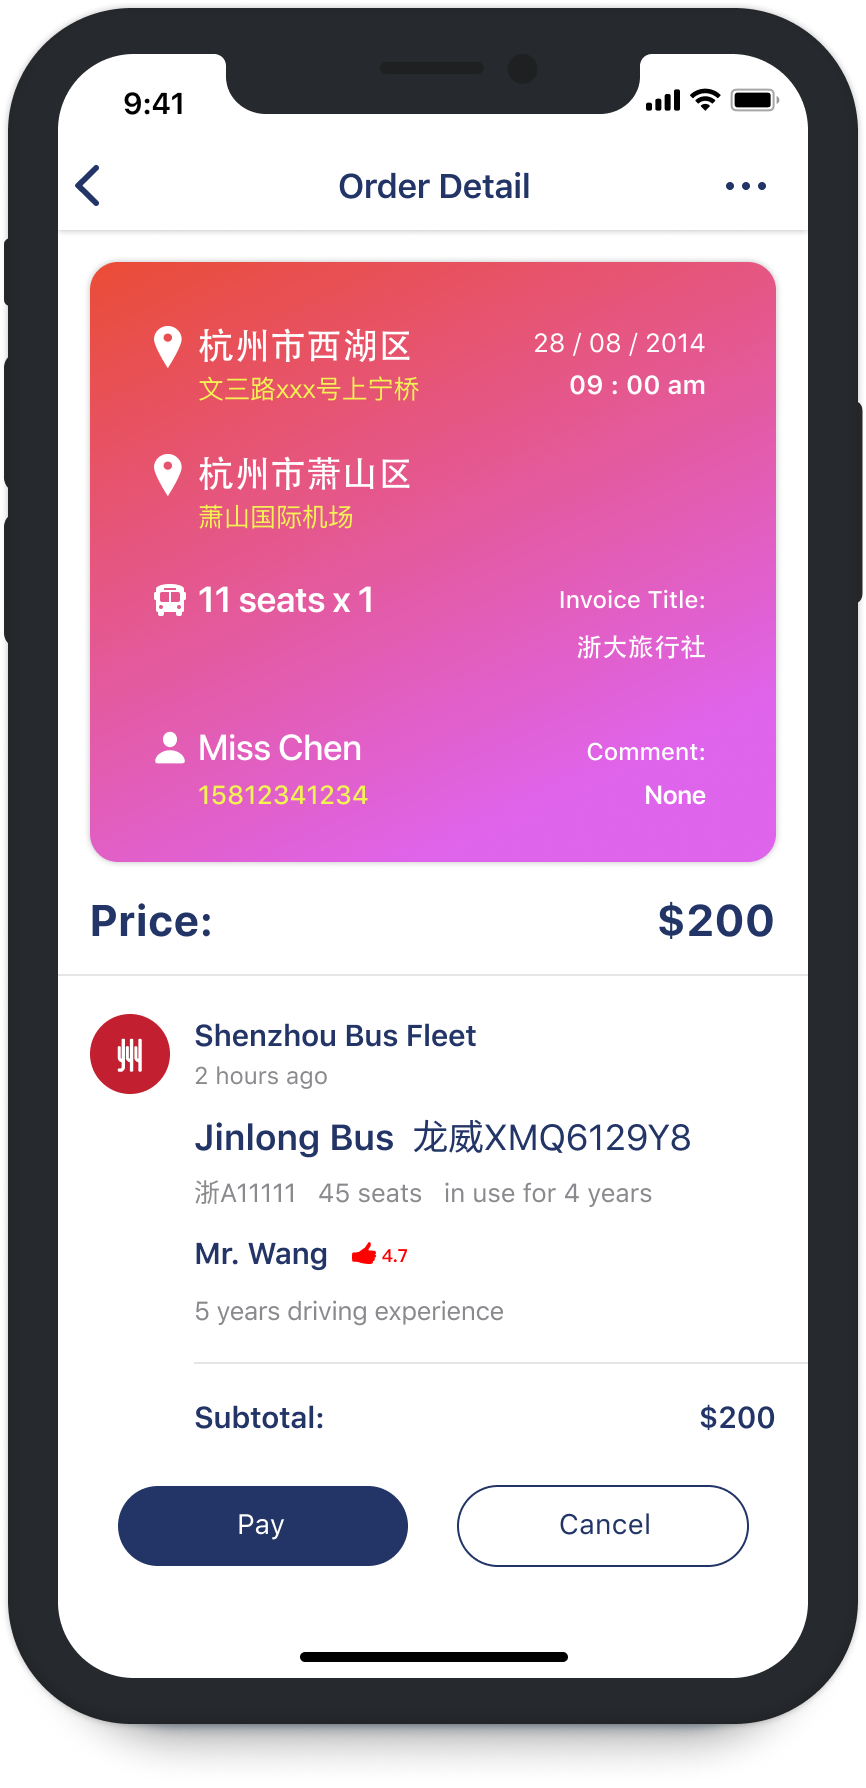 9:41
Order Detail
杭州市西湖区
28 / 08 / 2014
文三路xxx号上宁桥
09 : 00 am
杭州市萧山区
萧山国际机场
11 seats x 1
Invoice Title:
浙大旅行社
Miss Chen
Comment:
15812341234
None
Price:
$200
Shenzhou Bus Fleet
2 hours ago
Jinlong Bus 龙威XMQ6129Y8
浙A11111 45 seats in use for 4 years
Mr. Wang 4.7
5 years driving experience
Subtotal:
$200
Pay
Cancel